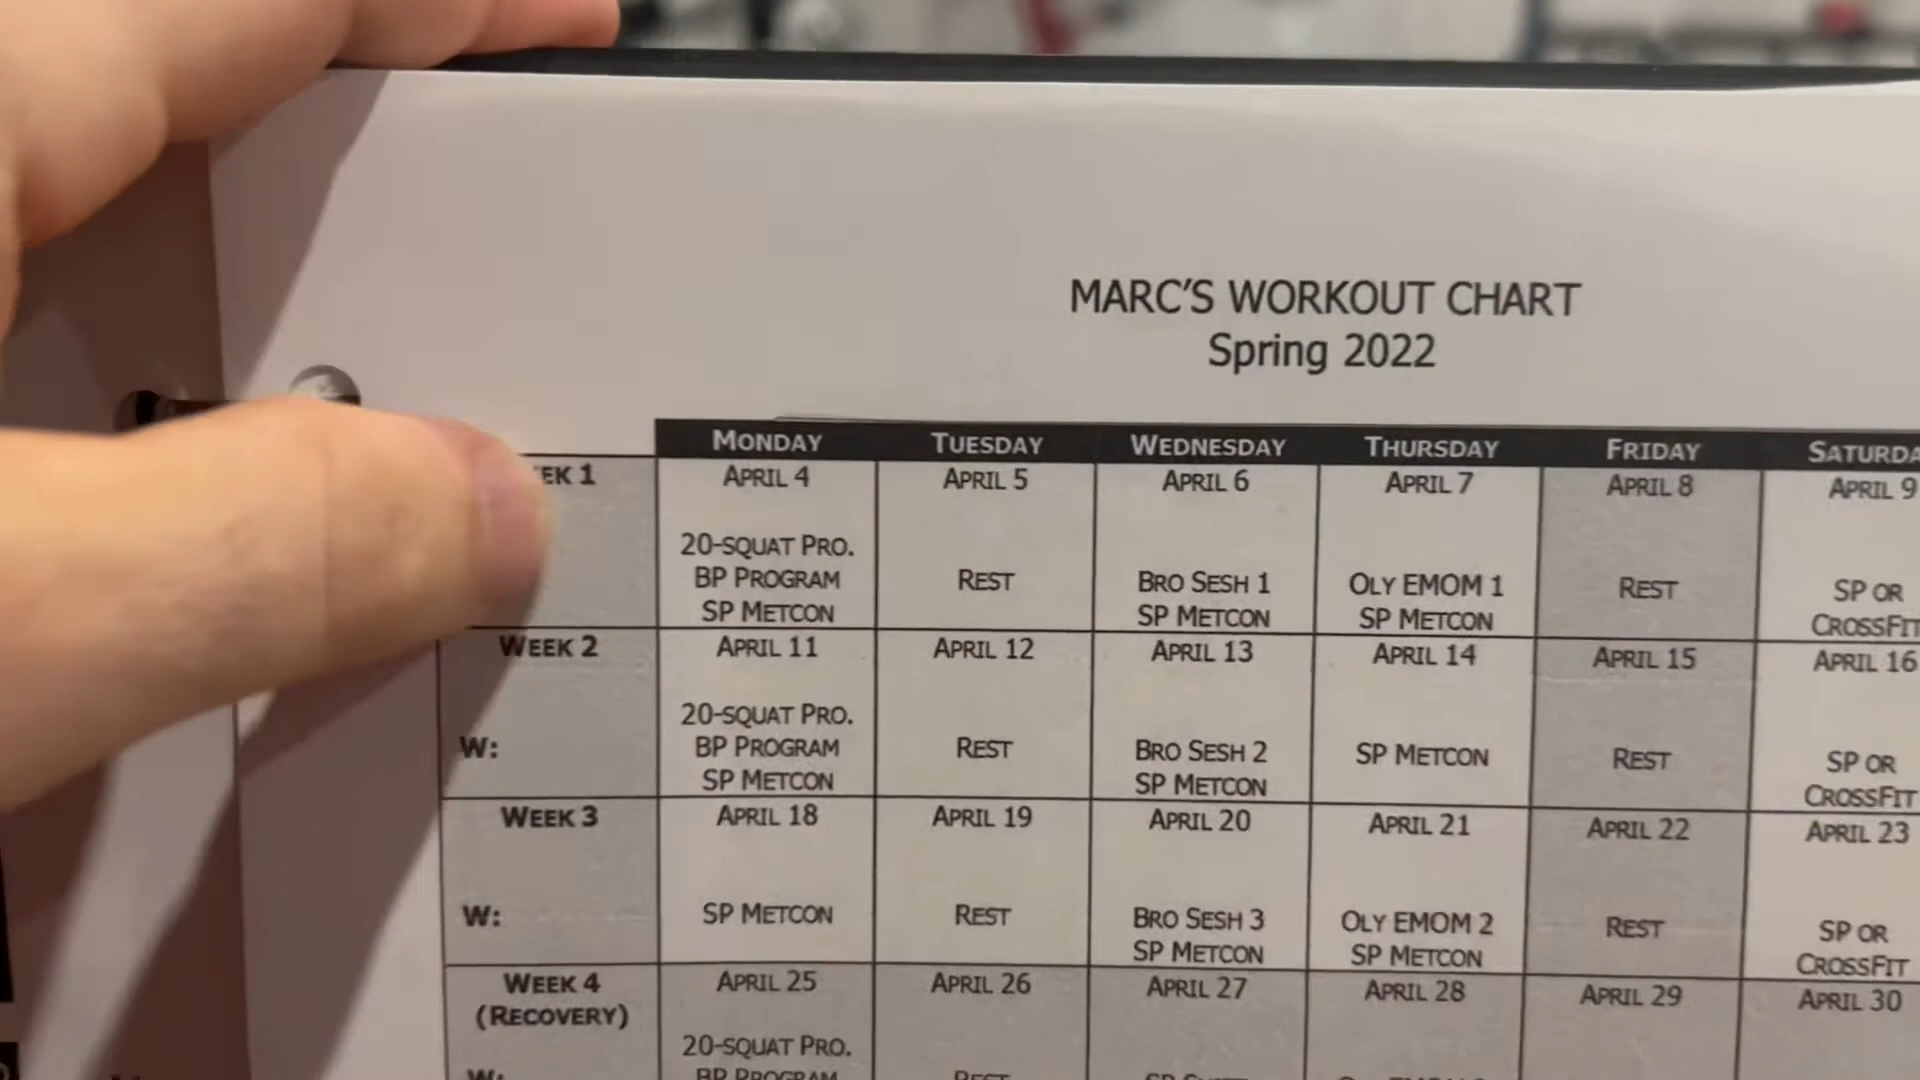 MARC'S WORKOUT CHART
Spring 2022
MONDAY TUESDAY WEDNESDAY THURSDAY FRIDAY
EK 1 APRIL 4 APRIL 5 APRIL 6 APRIL 7 APRIL 8 APRIL 9
20-SQUAT PRO.
BP PROGRAM REST BRO SESH 1 OLY EMOM 1 REST SP OR
SP METCON SP METCON SP METCON CROSSFIT
WEEK 2 APRIL 11 APRIL 12 APRIL 13 APRIL 14 APRIL 15 APRIL 16
20-SQUAT PRO.
W: BP PROGRAM REST BRO SESH 2 SP METCON REST SP OR
SP METCON SP METCON CROSSFIT
WEEK 3 APRIL 18 APRIL 19 APRIL 20 APRIL 21 APRIL 22 APRIL 23
W: SP METCON REST BRO SESH 3 OLY EMOM 2 REST SP OR
SP METCON SP METCON CROSSFIT
WEEK 4 APRIL 25 APRIL 26 APRIL 27 APRIL 28 APRIL 29 APRIL 30
(RECOVERY)
20-SQUAT PRO.
W: BP PROGRAM REST